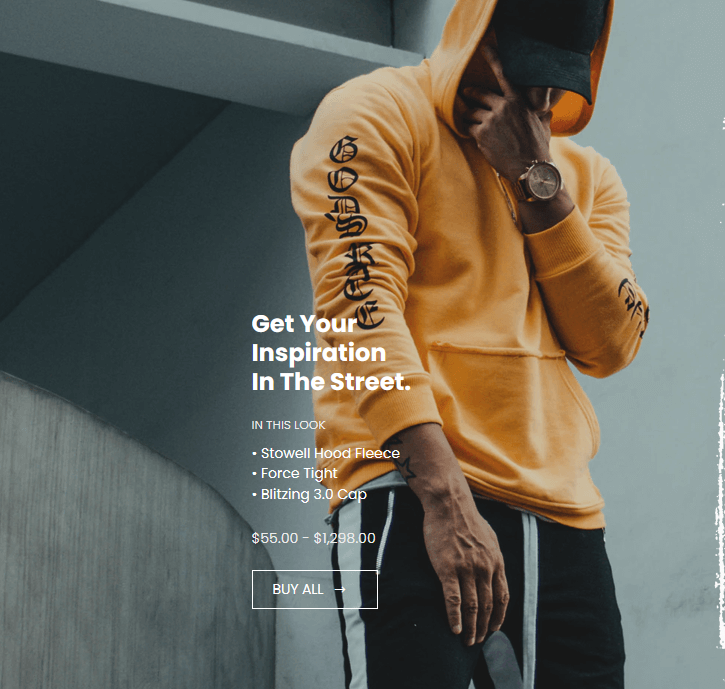 Get Your
Inspiration
In The Street.
IN THIS LOOK
• Stowell Hood Fleece
• Force Tight
• Blitzing 3.0 Cap
$55.00 – $1,298.00
BUY ALL →